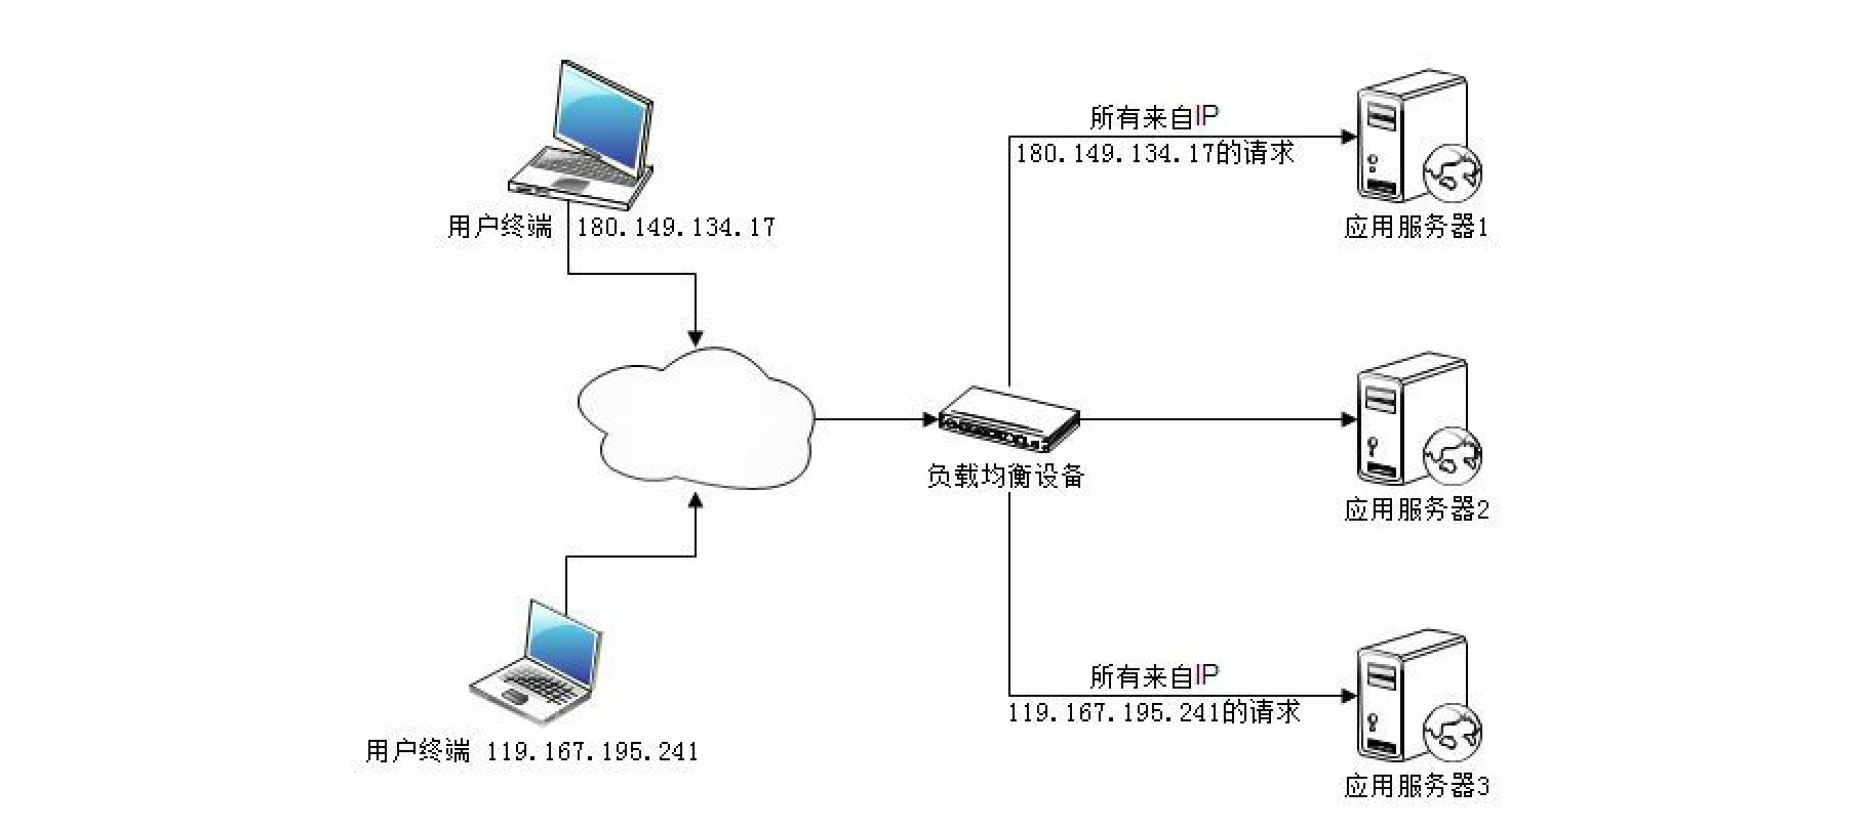 所有来自IP
180.149.134.17的请求
用户终端 180.149.134.17
应用服务器1
负载均衡设备
应用服务器2
所有来自IP
119.167.195.241的请求
用户终端 119.167.195.241
应用服务器3